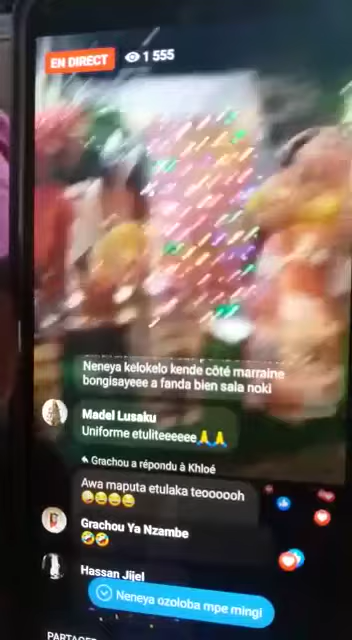 EN DIRECT 1 555
Neneya kelokelo kende côté marraine
bongisayeee a fanda bien sala noki
Madel Lusaku
Uniforme etuliteeeeee🙏🙏
Grachou a répondu à Khloé
Awa maputa etulaka teoooooh
🤪😂😂😂
Grachou Ya Nzambe
🤣🤣
Hassan Jijel
Neneya ozoloba mpe mingi